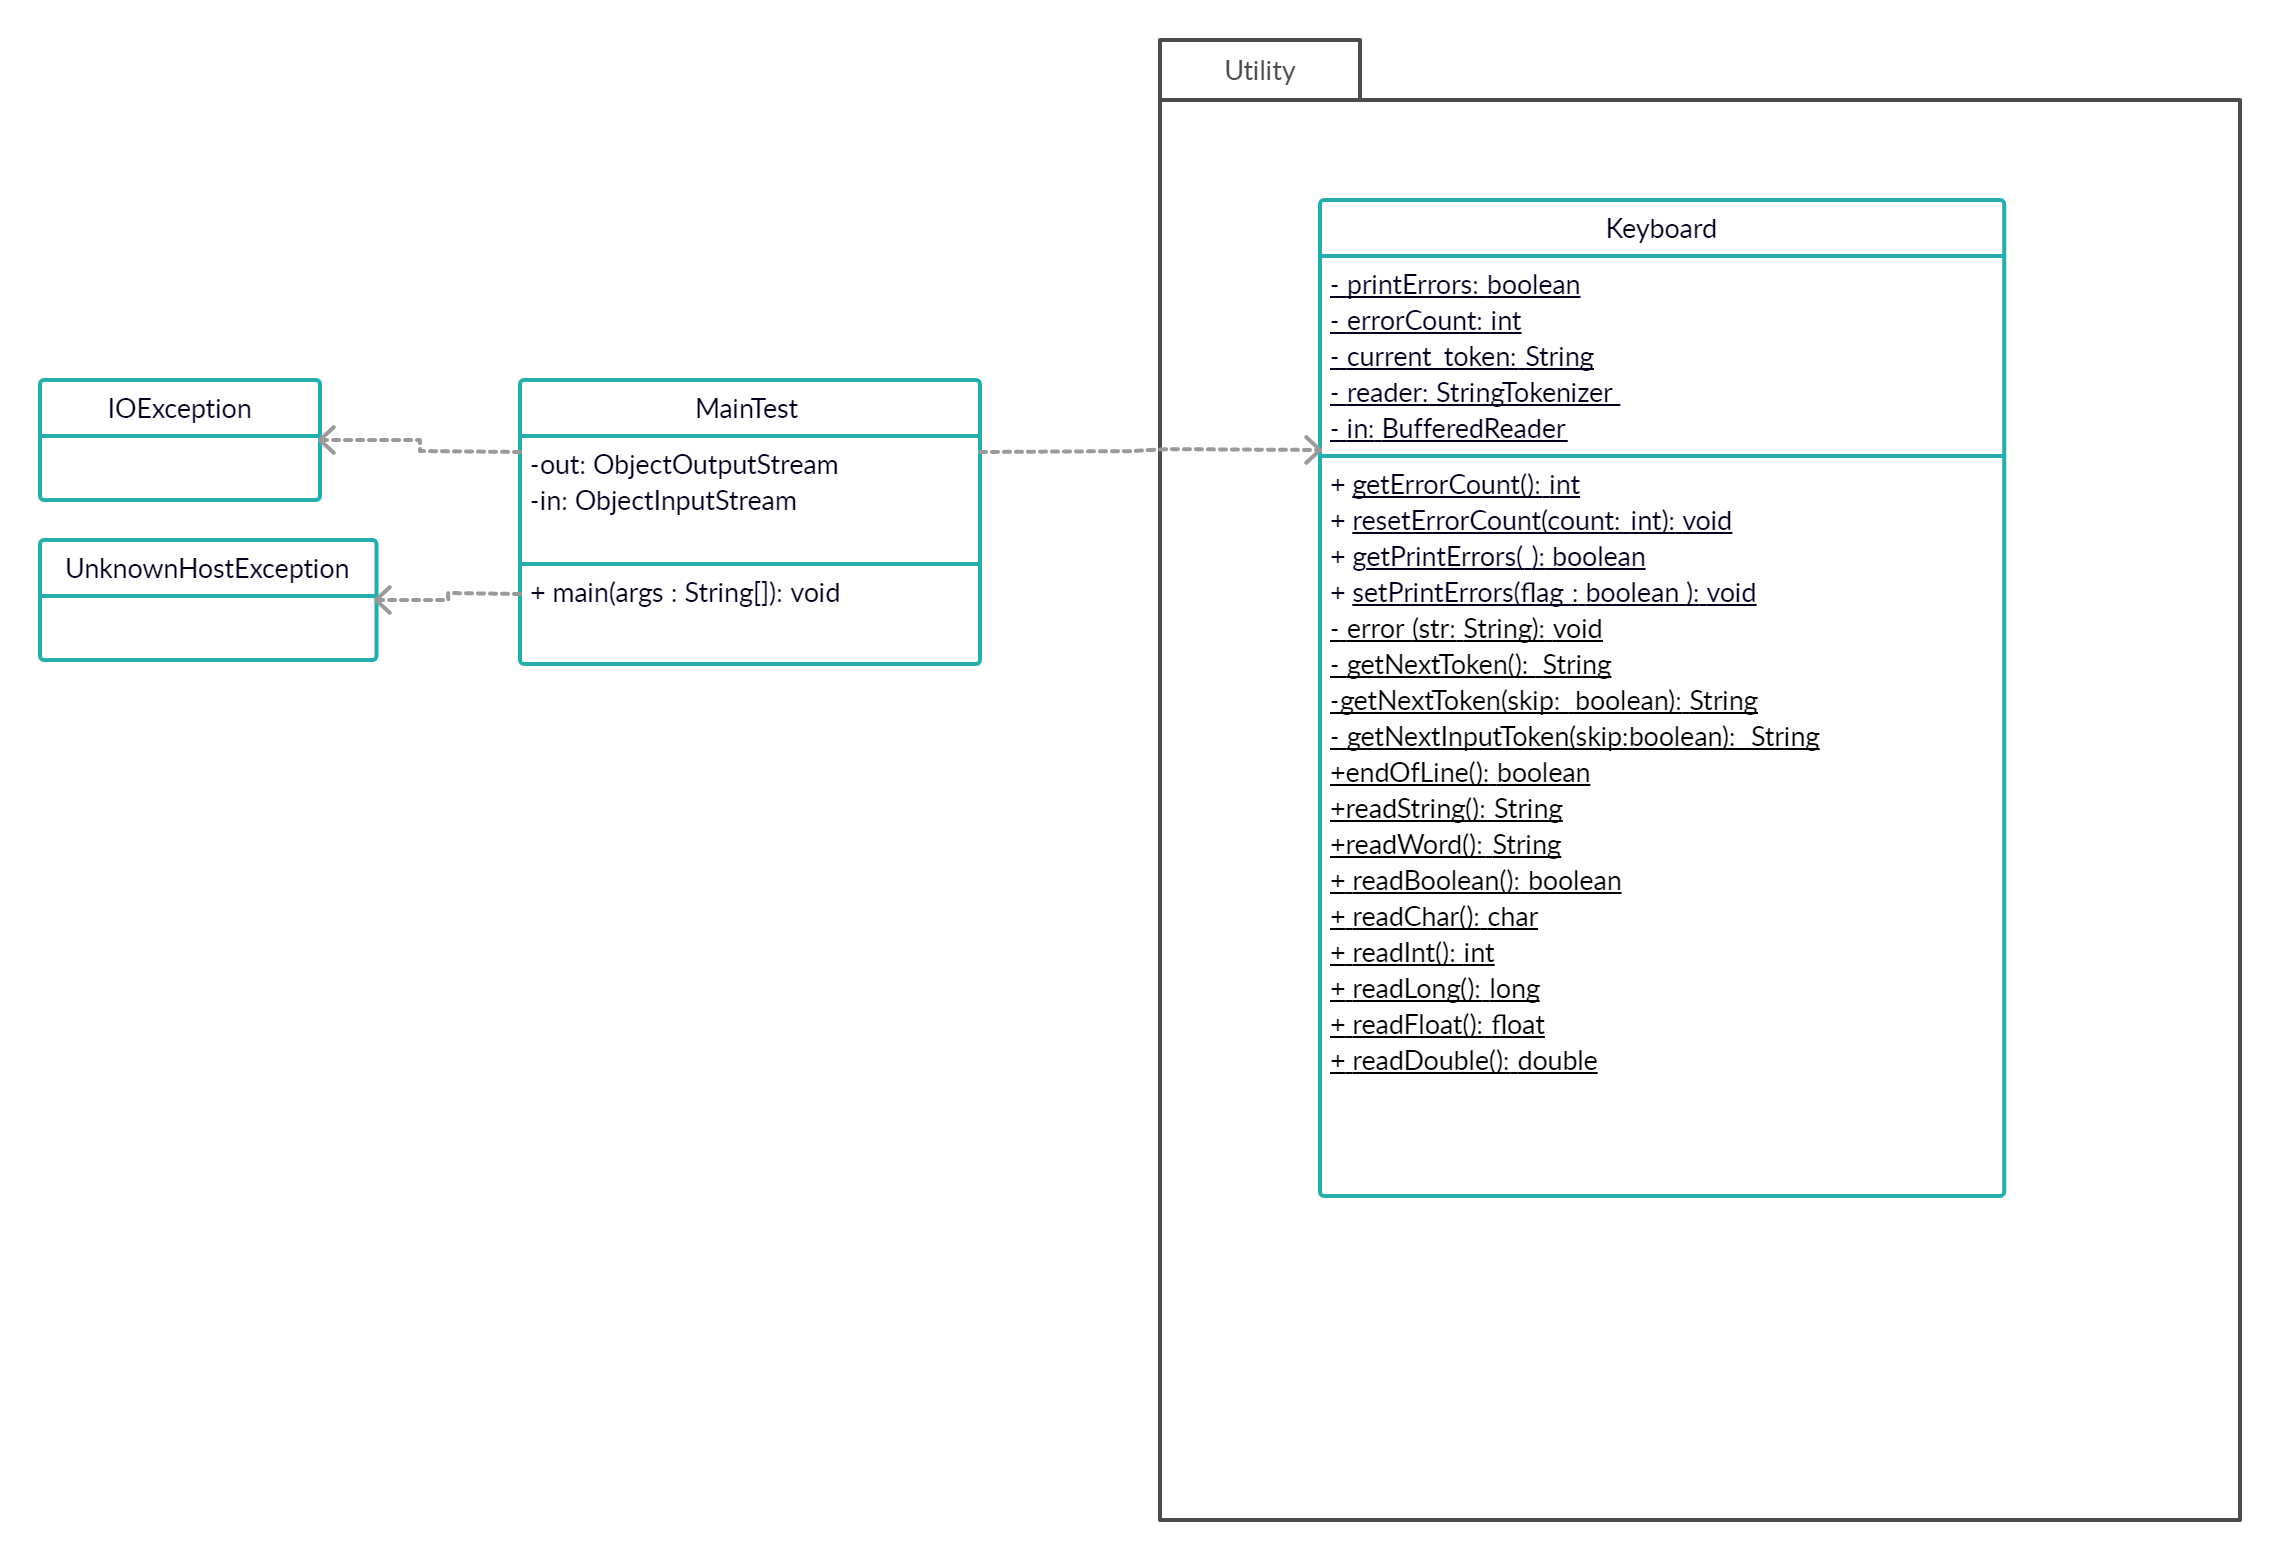 Utility
Keyboard
- printErrors: boolean
- errorCount: int
- current_token: String
- reader: StringTokenizer
- in: BufferedReader
+ getErrorCount(): int
+ resetErrorCount(count: int): void
+ getPrintErrors( ): boolean
+ setPrintErrors(flag : boolean ): void
- error (str: String): void
- getNextToken():  String
-getNextToken(skip:  boolean): String
- getNextInputToken(skip:boolean):  String
+endOfLine(): boolean
+readString(): String
+readWord(): String
+ readBoolean(): boolean
+ readChar(): char
+ readInt(): int
+ readLong(): long
+ readFloat(): float
+ readDouble(): double
IOException
UnknownHostException
MainTest
-out: ObjectOutputStream
-in: ObjectInputStream
+ main(args : String[]): void